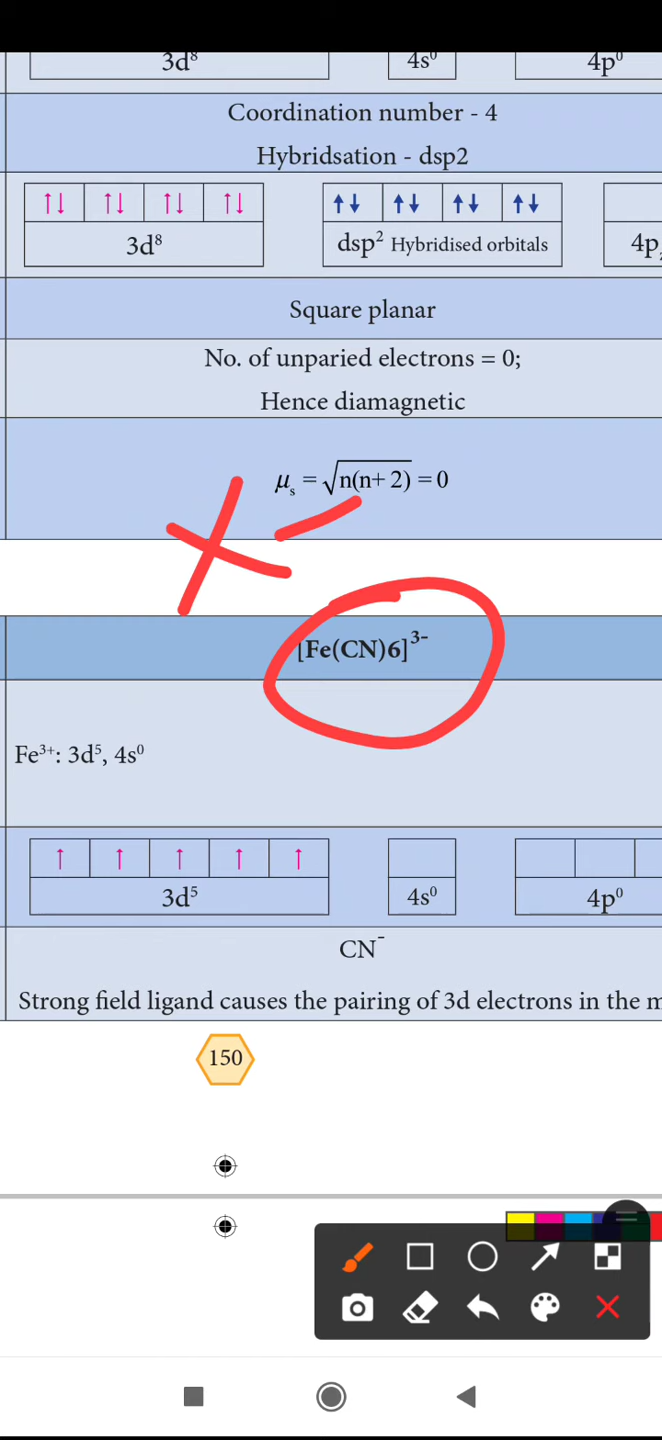 3d⁸ 4s⁰ 4p⁰
Coordination number - 4
Hybridsation - dsp2
↑↓ ↑↓ ↑↓ ↑↓ ↑↓ ↑↓ ↑↓ ↑↓
3d⁸ dsp² Hybridised orbitals 4p
Square planar
No. of unparied electrons = 0;
Hence diamagnetic
μₛ = √n(n+ 2) = 0
[Fe(CN)6]³⁻
Fe³⁺: 3d⁵, 4s⁰
↑ ↑ ↑ ↑ ↑
3d⁵ 4s⁰ 4p⁰
CN⁻
Strong field ligand causes the pairing of 3d electrons in the
150